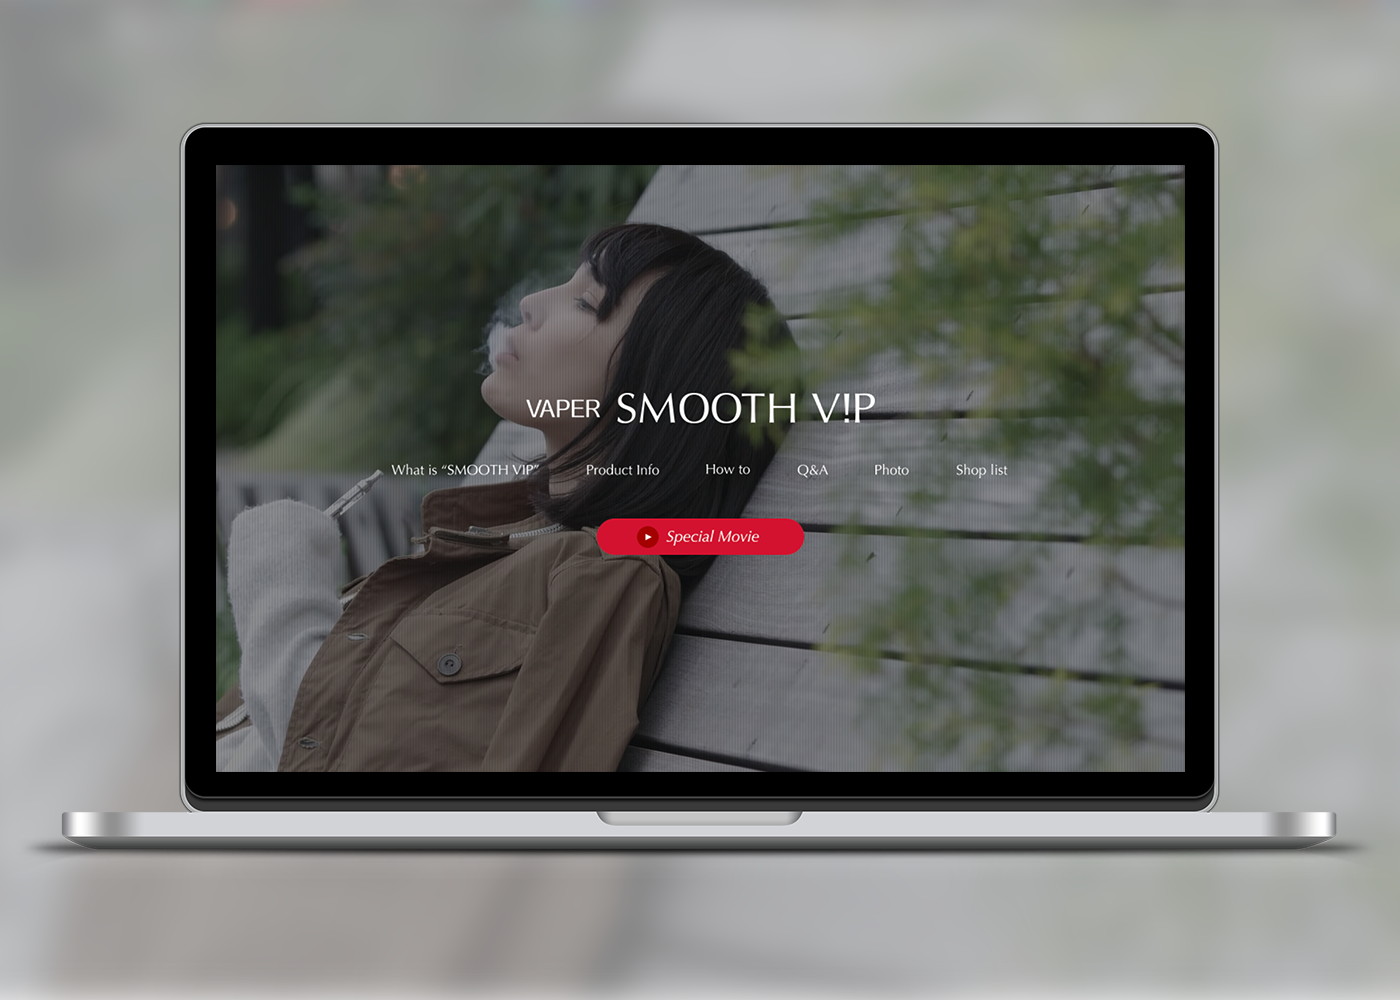 VAPER SMOOTH V!P
What is “SMOOTH VIP” Product Info How to Q&A Photo Shop list
Special Movie